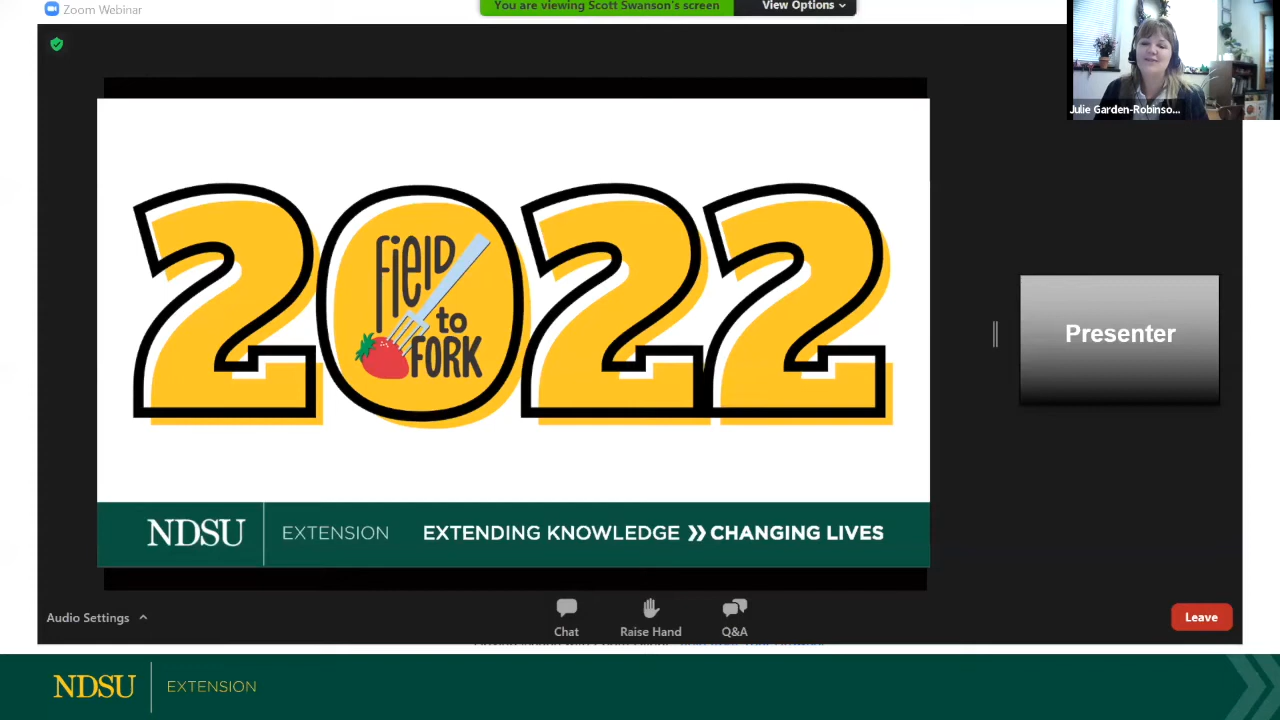 Zoom Webinar
You are viewing Scott Swanson's screen
View Options
Julie Garden-Robinso...
2022
field
to
FORK
Presenter
NDSU
EXTENSION
EXTENDING KNOWLEDGE » CHANGING LIVES
Audio Settings
Chat
Raise Hand
Q&A
Leave
NDSU
EXTENSION